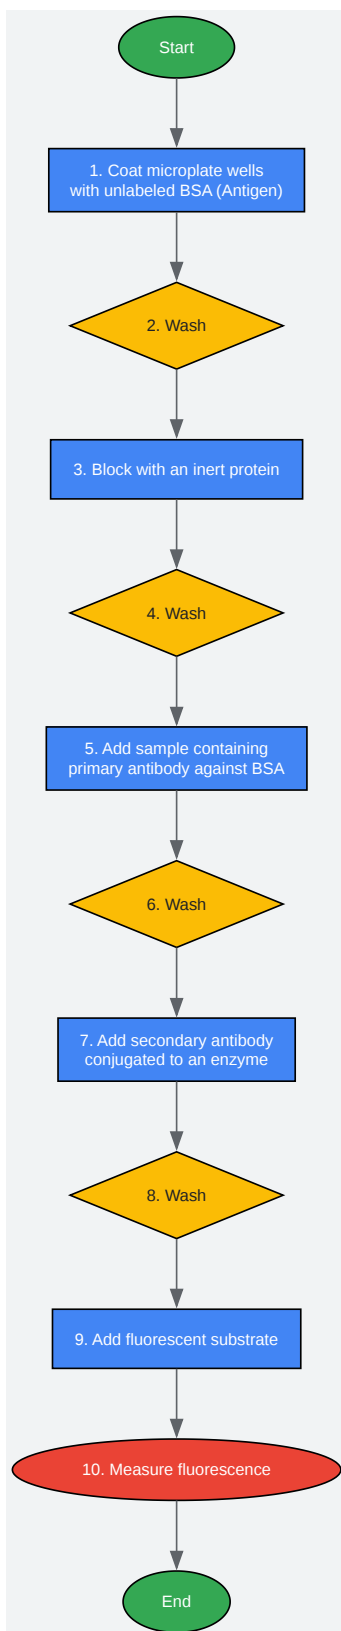 Start
1. Coat microplate wells
with unlabeled BSA (Antigen)
2. Wash
3. Block with an inert protein
4. Wash
5. Add sample containing
primary antibody against BSA
6. Wash
7. Add secondary antibody
conjugated to an enzyme
8. Wash
9. Add fluorescent substrate
10. Measure fluorescence
End